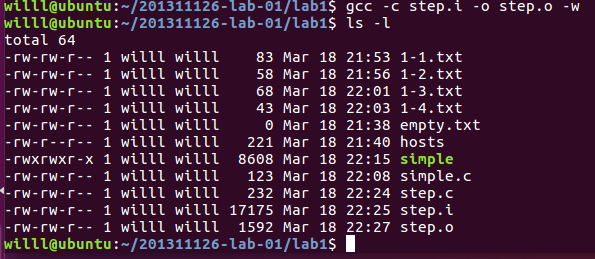 willl@ubuntu:~/201311126-lab-01/lab1$ gcc -c step.i -o step.o -w
willl@ubuntu:~/201311126-lab-01/lab1$ ls -l
total 64
-rw-rw-r-- 1 willl willl    83 Mar 18 21:53 1-1.txt
-rw-rw-r-- 1 willl willl    58 Mar 18 21:56 1-2.txt
-rw-rw-r-- 1 willl willl    68 Mar 18 22:01 1-3.txt
-rw-rw-r-- 1 willl willl    43 Mar 18 22:03 1-4.txt
-rw-rw-r-- 1 willl willl     0 Mar 18 21:38 empty.txt
-rw-r--r-- 1 willl willl   221 Mar 18 21:40 hosts
-rwxrwxr-x 1 willl willl  8608 Mar 18 22:15 simple
-rw-rw-r-- 1 willl willl   123 Mar 18 22:08 simple.c
-rw-rw-r-- 1 willl willl   232 Mar 18 22:24 step.c
-rw-rw-r-- 1 willl willl 17175 Mar 18 22:25 step.i
-rw-rw-r-- 1 willl willl  1592 Mar 18 22:27 step.o
willl@ubuntu:~/201311126-lab-01/lab1$